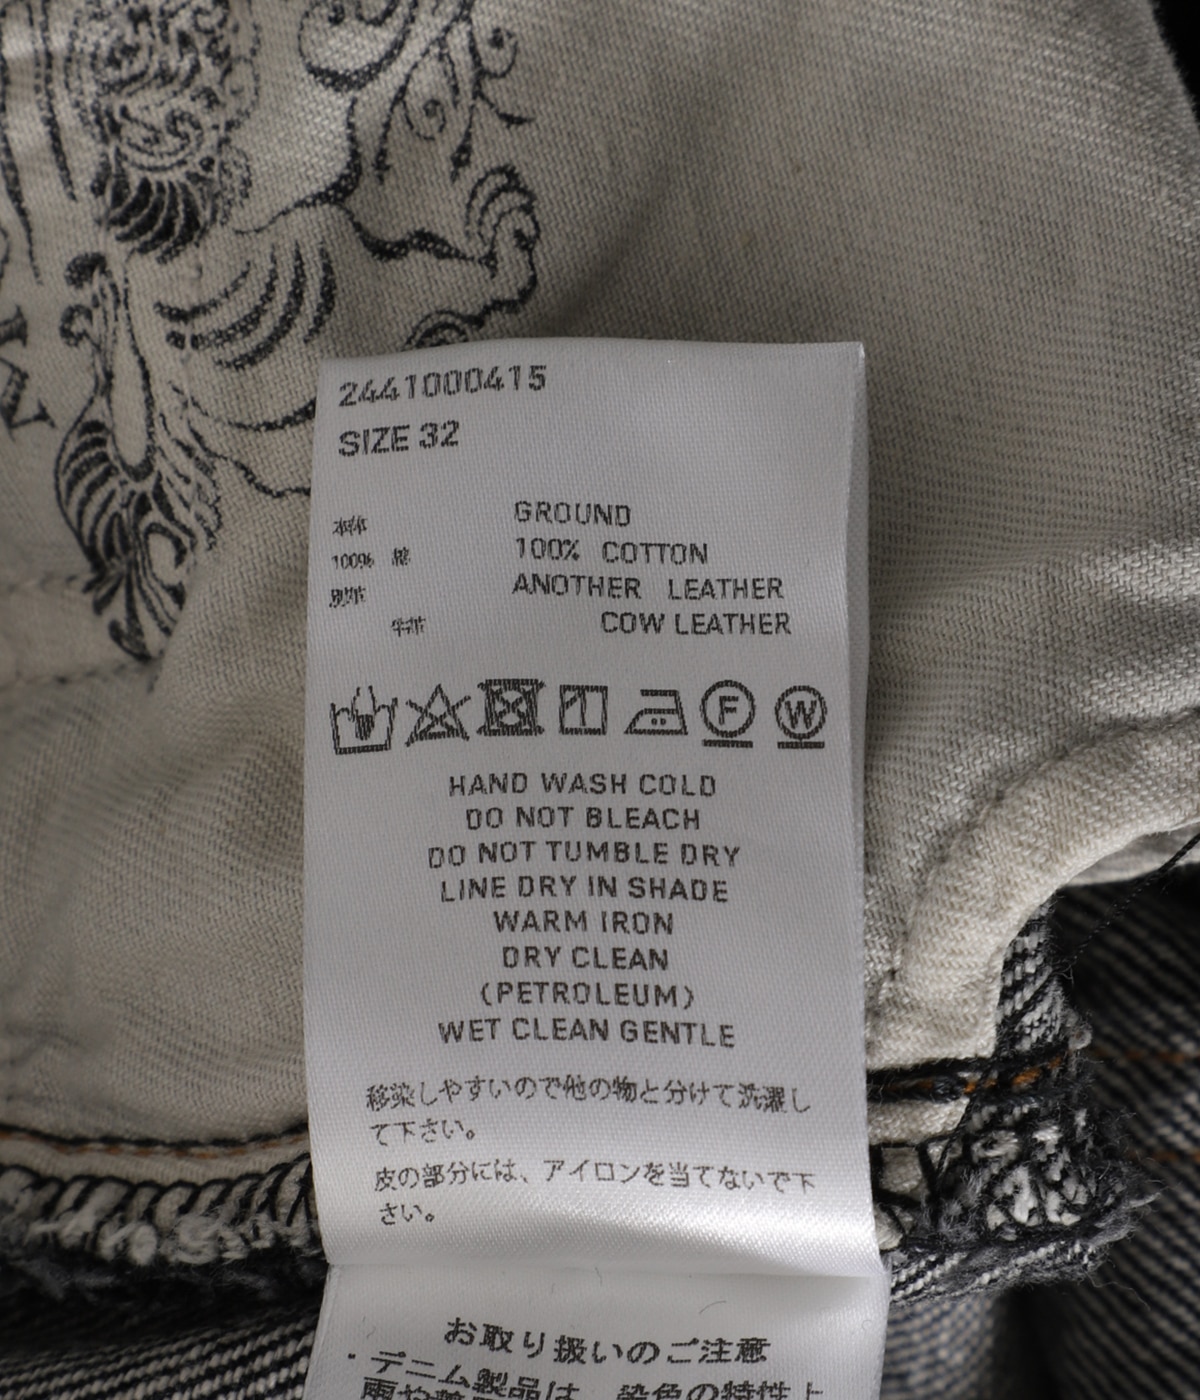 2441000415
SIZE 32
本体 GROUND
100% 綿 100% COTTON
別革 ANOTHER LEATHER
牛革 COW LEATHER
F W
HAND WASH COLD
DO NOT BLEACH
DO NOT TUMBLE DRY
LINE DRY IN SHADE
WARM IRON
DRY CLEAN
(PETROLEUM)
WET CLEAN GENTLE
移染しやすいので他の物と分けて洗濯し
て下さい。
皮の部分には、アイロンを当てないで下
さい。
お取り扱いのご注意
・デニム製品は、染色の特性上